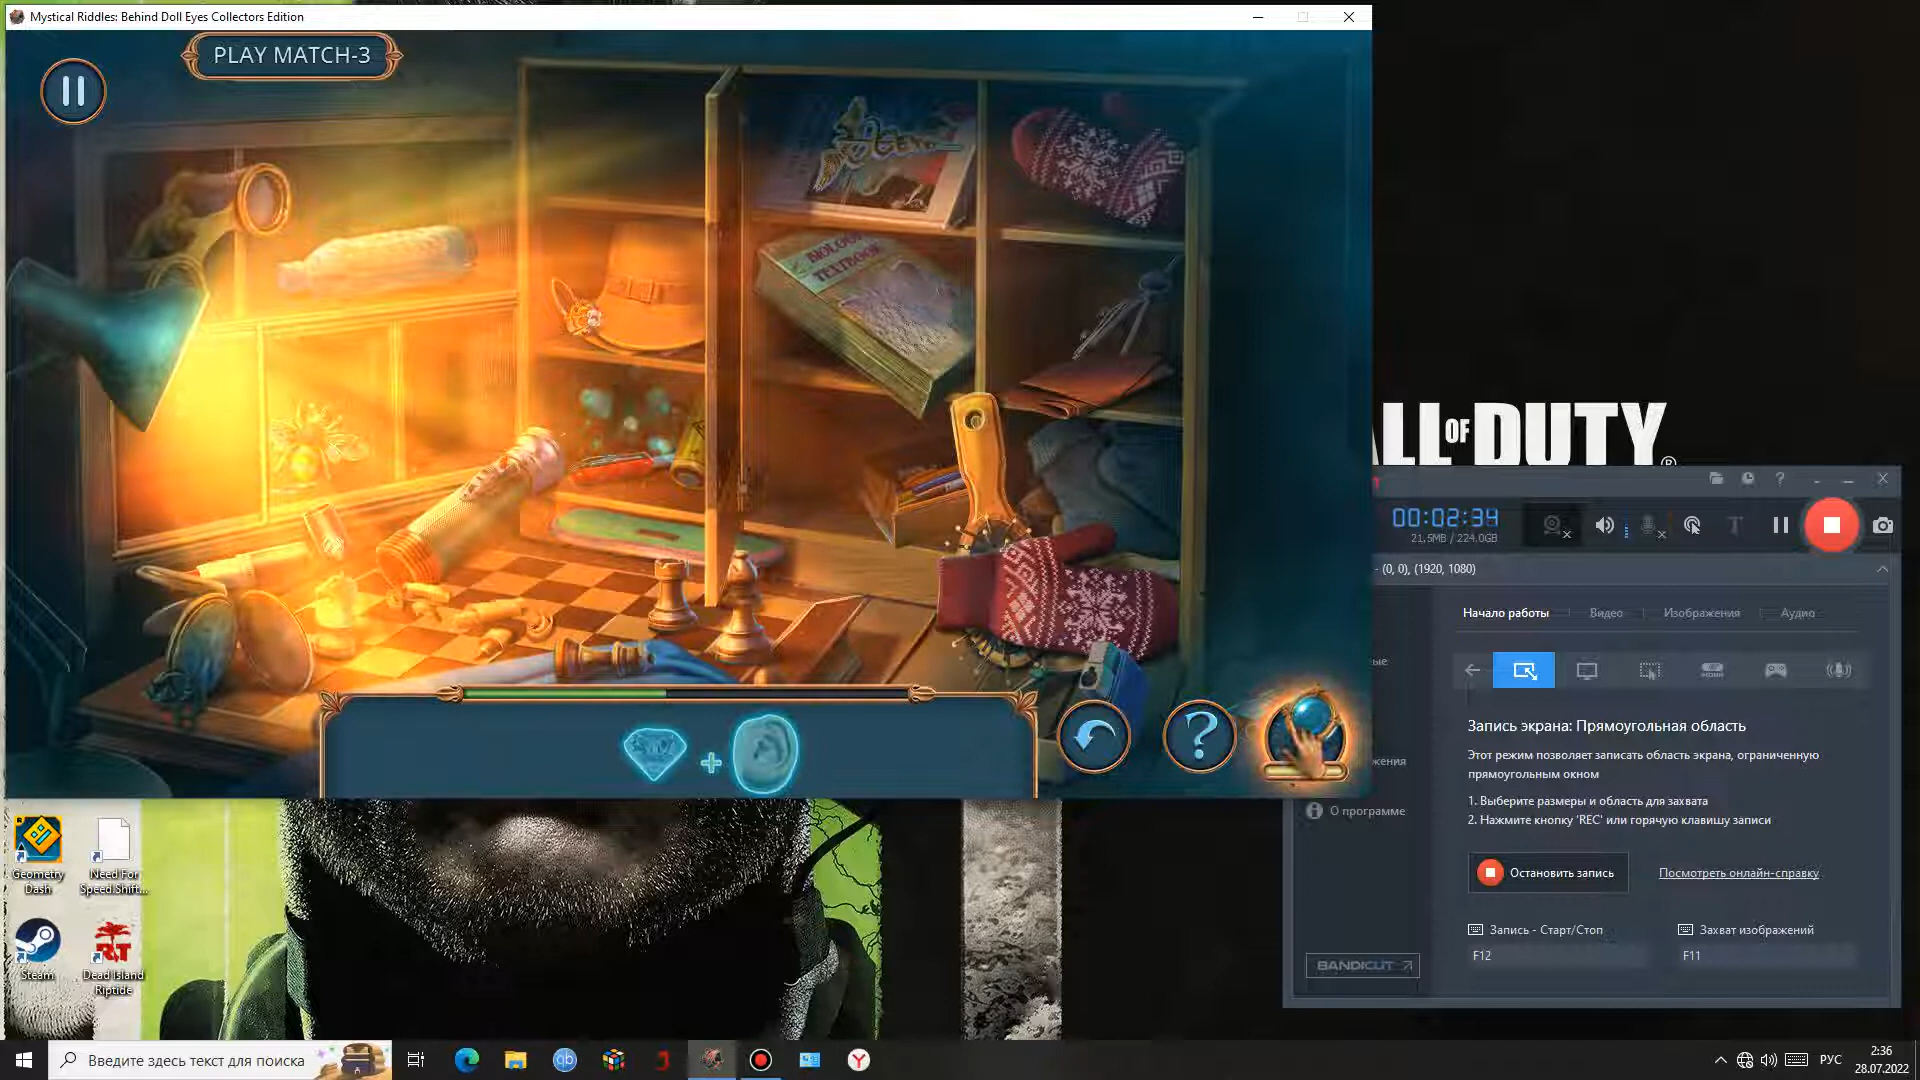 Mystical Riddles: Behind Doll Eyes Collectors Edition
PLAY MATCH-3
BIOLOGY
TEXTBOOK
ALL OF DUTY®
00:02:34
21,5MB / 224.0GB
- (0, 0), (1920, 1080)
Начало работы
Видео
Изображения
Аудио
Запись экрана: Прямоугольная область
Этот режим позволяет записать область экрана, ограниченную
прямоугольным окном
1. Выберите размеры и область для захвата
2. Нажмите кнопку 'REC' или горячую клавишу записи
О программе
Остановить запись
Посмотреть онлайн-справку
Запись - Старт/Стоп
Захват изображений
F12
F11
BANDICUT
Geometry
Dash
Need For
Speed Shift...
Steam
Dead Island
Riptide
Введите здесь текст для поиска
РУС
2:36
28.07.2022